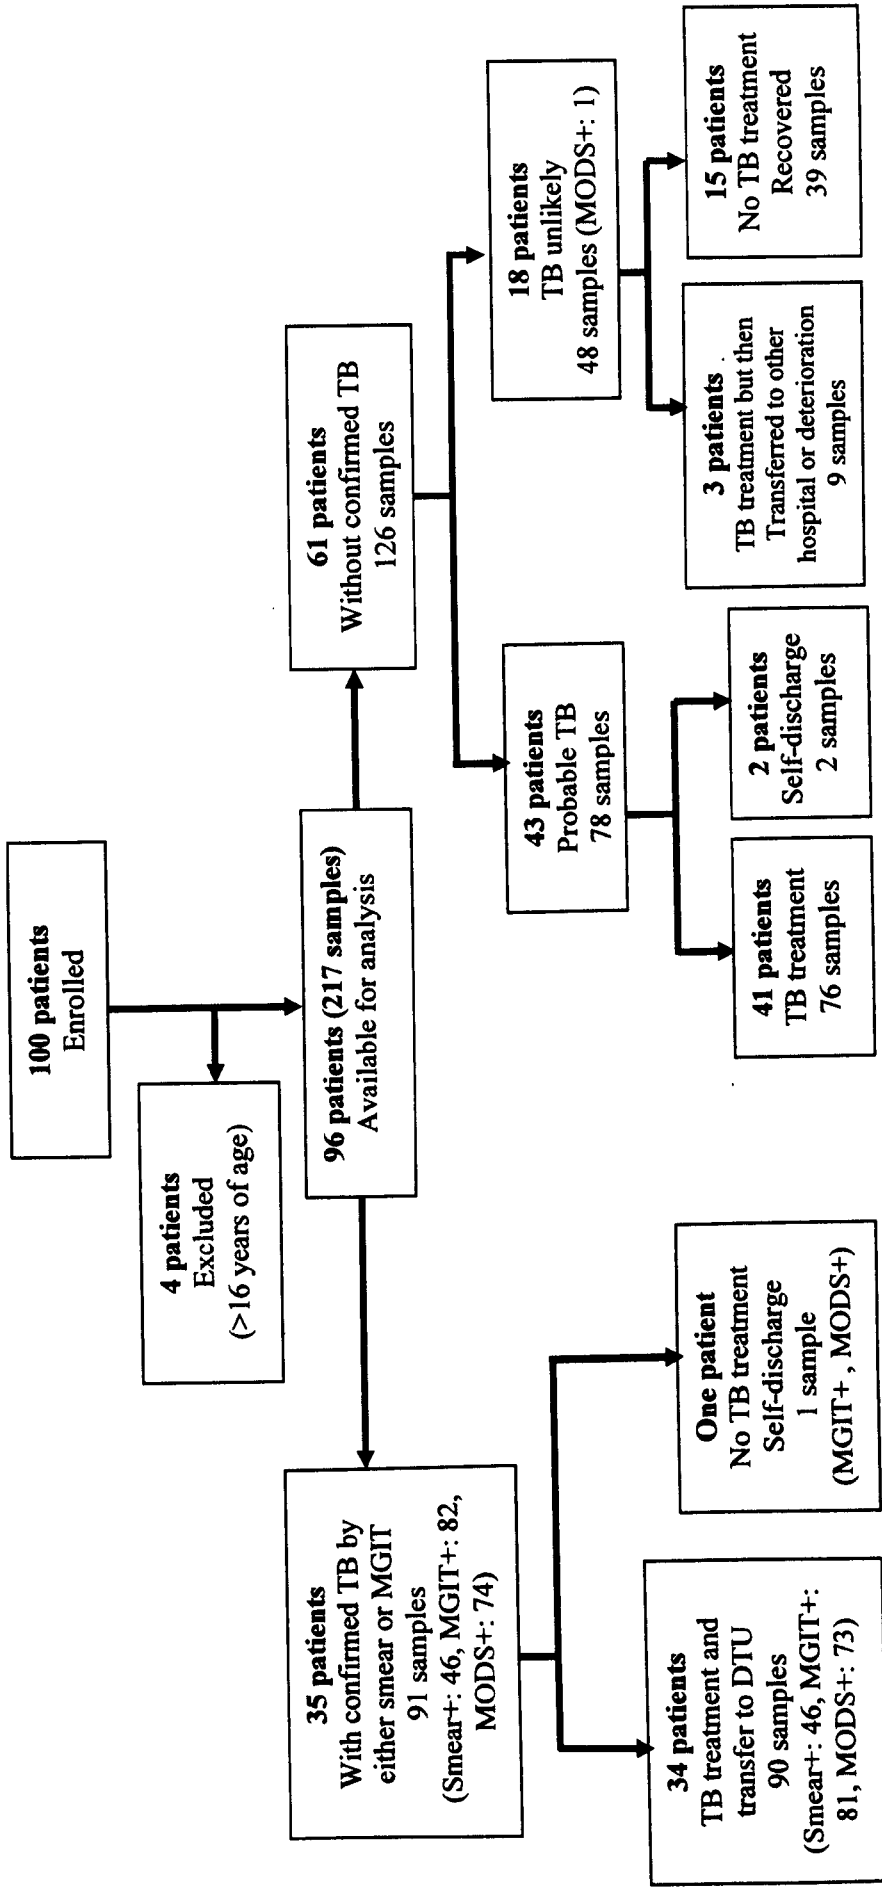 100 patients
Enrolled
4 patients
Excluded
(>16 years of age)
96 patients (217 samples)
Available for analysis
35 patients
With confirmed TB by
either smear or MGIT
91 samples
(Smear+: 46, MGIT+: 82,
MODS+: 74)
61 patients
Without confirmed TB
126 samples
34 patients
TB treatment and
transfer to DTU
90 samples
(Smear+: 46, MGIT+:
81, MODS+: 73)
One patient
No TB treatment
Self-discharge
1 sample
(MGIT+ , MODS+)
43 patients
Probable TB
78 samples
18 patients
TB unlikely
48 samples (MODS+: 1)
41 patients
TB treatment
76 samples
2 patients
Self-discharge
2 samples
3 patients
TB treatment but then
Transferred to other
hospital or deterioration
9 samples
15 patients
No TB treatment
Recovered
39 samples